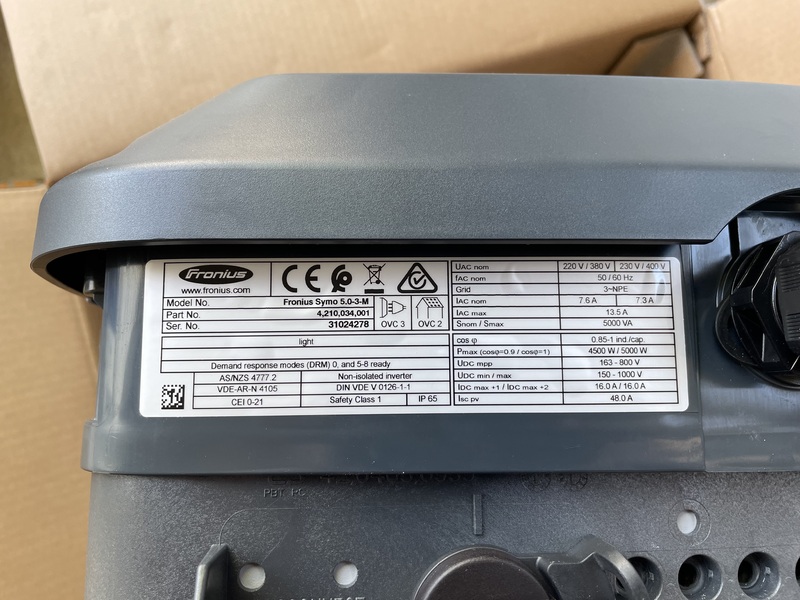 Fronius
www.fronius.com
CE
Model No. Fronius Symo 5.0-3-M
Part No. 4,210,034,001
Ser. No. 31024278
OVC 3 OVC 2
light
Demand response modes (DRM) 0, and 5-8 ready
AS/NZS 4777.2 Non-isolated inverter
VDE-AR-N 4105 DIN VDE V 0126-1-1
CEI 0-21 Safety Class 1 IP 65
UAC nom 220 V / 380 V 230 V / 400 V
fAC nom 50 / 60 Hz
Grid 3~NPE
IAC nom 7.6 A 7.3 A
IAC max 13.5 A
Snom / Smax 5000 VA
cos φ 0.85-1 ind./cap.
Pmax (cosφ=0.9 / cosφ=1) 4500 W / 5000 W
UDC mpp 163 - 800 V
UDC min / max 150 - 1000 V
IDC max +1 / IDC max +2 16.0 A / 16.0 A
Isc pv 48.0 A
PBT PC